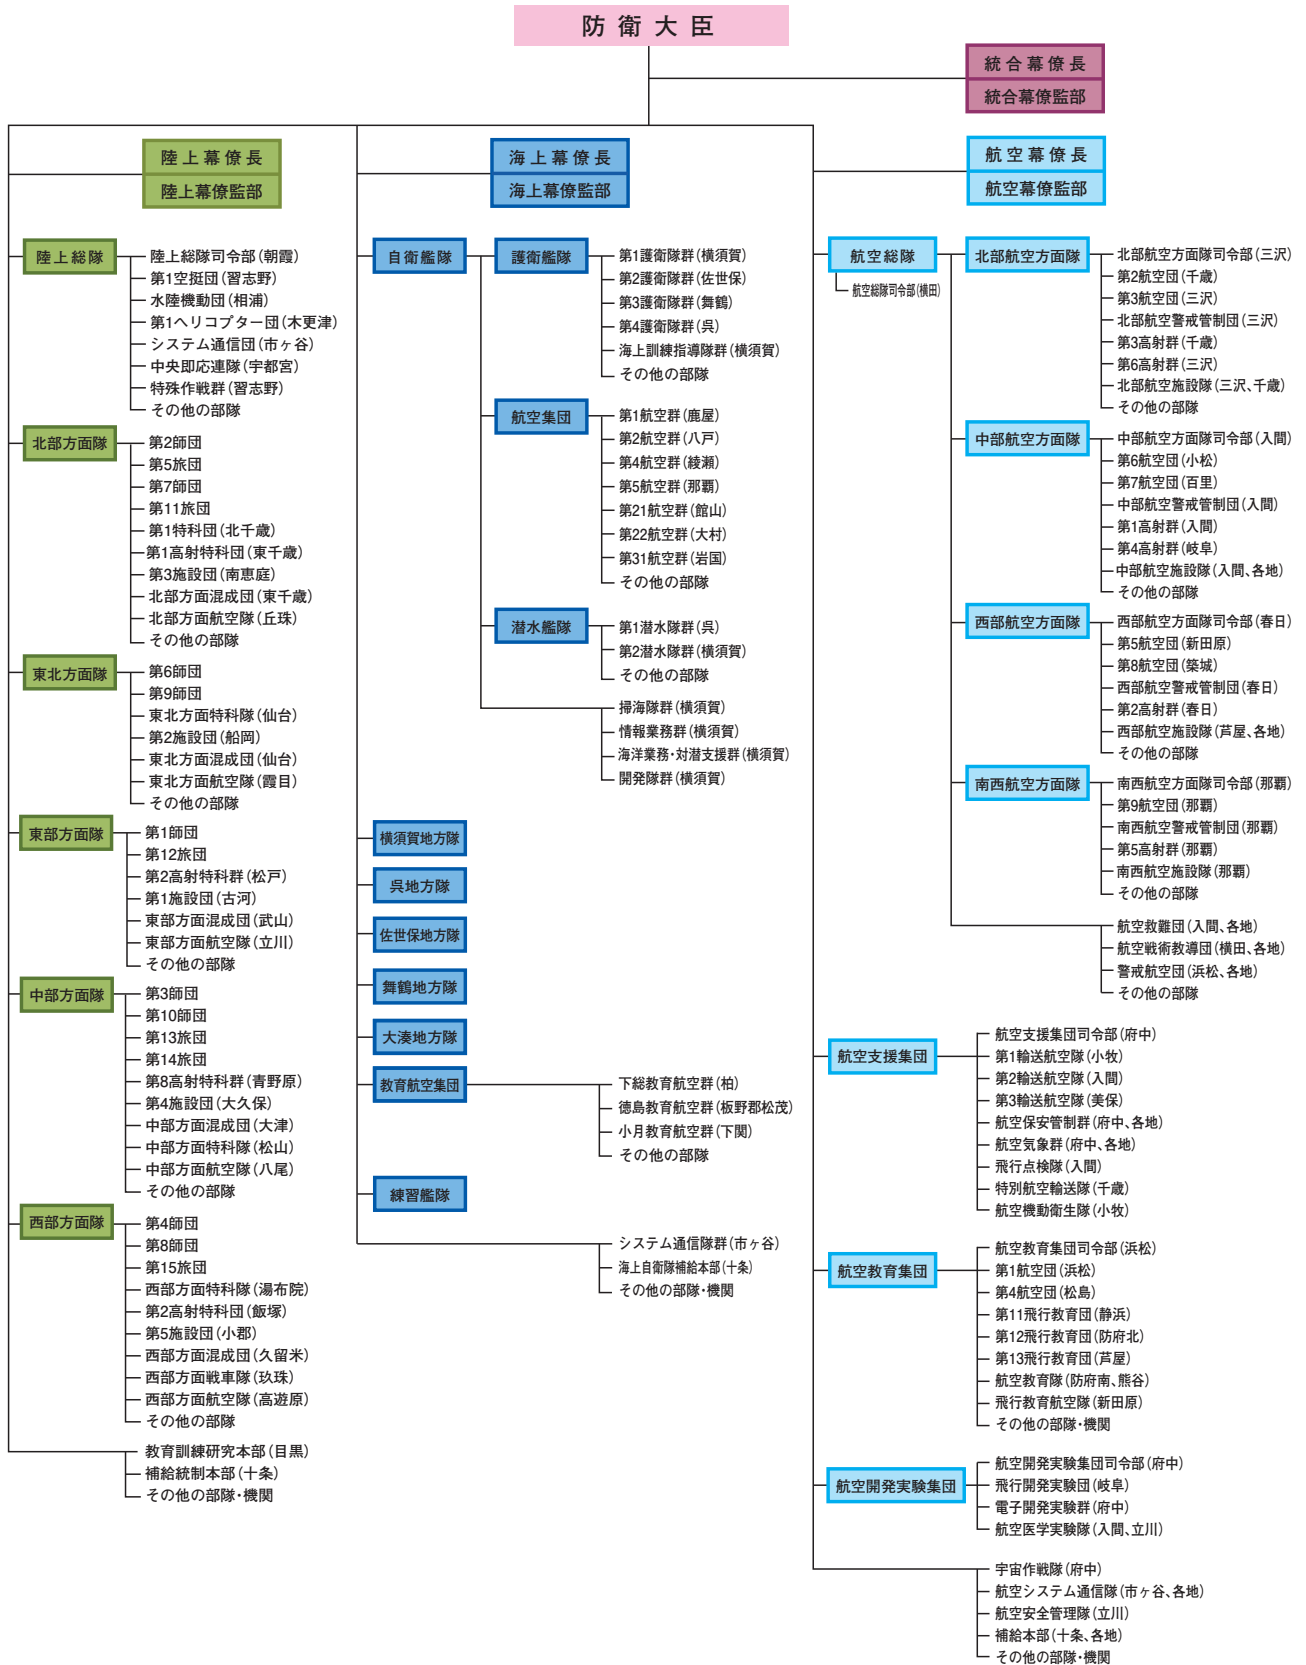 防衛大臣
統合幕僚長
統合幕僚監部
陸上幕僚長
陸上幕僚監部
陸上総隊
陸上総隊司令部(朝霞)
第1空挺団(習志野)
水陸機動団(相浦)
第1ヘリコプター団(木更津)
システム通信団(市ヶ谷)
中央即応連隊(宇都宮)
特殊作戦群(習志野)
その他の部隊
北部方面隊
第2師団
第5旅団
第7師団
第11旅団
第1特科団(北千歳)
第1高射特科団(東千歳)
第3施設団(南恵庭)
北部方面混成団(東千歳)
北部方面航空隊(丘珠)
その他の部隊
東北方面隊
第6師団
第9師団
東北方面特科隊(仙台)
第2施設団(船岡)
東北方面混成団(仙台)
東北方面航空隊(霞目)
その他の部隊
東部方面隊
第1師団
第12旅団
第2高射特科群(松戸)
第1施設団(古河)
東部方面混成団(武山)
東部方面航空隊(立川)
その他の部隊
中部方面隊
第3師団
第10師団
第13旅団
第14旅団
第8高射特科群(青野原)
第4施設団(大久保)
中部方面混成団(大津)
中部方面特科隊(松山)
中部方面航空隊(八尾)
その他の部隊
西部方面隊
第4師団
第8師団
第15旅団
西部方面特科隊(湯布院)
第2高射特科団(飯塚)
第5施設団(小郡)
西部方面混成団(久留米)
西部方面戦車隊(玖珠)
西部方面航空隊(高遊原)
その他の部隊
教育訓練研究本部(目黒)
補給統制本部(十条)
その他の部隊・機関
海上幕僚長
海上幕僚監部
自衛艦隊
護衛艦隊
第1護衛隊群(横須賀)
第2護衛隊群(佐世保)
第3護衛隊群(舞鶴)
第4護衛隊群(呉)
海上訓練指導隊群(横須賀)
その他の部隊
航空集団
第1航空群(鹿屋)
第2航空群(八戸)
第4航空群(綾瀬)
第5航空群(那覇)
第21航空群(館山)
第22航空群(大村)
第31航空群(岩国)
その他の部隊
潜水艦隊
第1潜水隊群(呉)
第2潜水隊群(横須賀)
その他の部隊
掃海隊群(横須賀)
情報業務群(横須賀)
海洋業務・対潜支援群(横須賀)
開発隊群(横須賀)
横須賀地方隊
呉地方隊
佐世保地方隊
舞鶴地方隊
大湊地方隊
教育航空集団
下総教育航空群(柏)
徳島教育航空群(板野郡松茂)
小月教育航空群(下関)
その他の部隊
練習艦隊
システム通信隊群(市ヶ谷)
海上自衛隊補給本部(十条)
その他の部隊・機関
航空幕僚長
航空幕僚監部
航空総隊
航空総隊司令部(横田)
北部航空方面隊
北部航空方面隊司令部(三沢)
第2航空団(千歳)
第3航空団(三沢)
北部航空警戒管制団(三沢)
第3高射群(千歳)
第6高射群(三沢)
北部航空施設隊(三沢、千歳)
その他の部隊
中部航空方面隊
中部航空方面隊司令部(入間)
第6航空団(小松)
第7航空団(百里)
中部航空警戒管制団(入間)
第1高射群(入間)
第4高射群(岐阜)
中部航空施設隊(入間、各地)
その他の部隊
西部航空方面隊
西部航空方面隊司令部(春日)
第5航空団(新田原)
第8航空団(築城)
西部航空警戒管制団(春日)
第2高射群(春日)
西部航空施設隊(芦屋、各地)
その他の部隊
南西航空方面隊
南西航空方面隊司令部(那覇)
第9航空団(那覇)
南西航空警戒管制団(那覇)
第5高射群(那覇)
南西航空施設隊(那覇)
その他の部隊
航空救難団(入間、各地)
航空戦術教導団(横田、各地)
警戒航空団(浜松、各地)
その他の部隊
航空支援集団
航空支援集団司令部(府中)
第1輸送航空隊(小牧)
第2輸送航空隊(入間)
第3輸送航空隊(美保)
航空保安管制群(府中、各地)
航空気象群(府中、各地)
飛行点検隊(入間)
特別航空輸送隊(千歳)
航空機動衛生隊(小牧)
航空教育集団
航空教育集団司令部(浜松)
第1航空団(浜松)
第4航空団(松島)
第11飛行教育団(静浜)
第12飛行教育団(防府北)
第13飛行教育団(芦屋)
航空教育隊(防府南、熊谷)
飛行教育航空隊(新田原)
その他の部隊・機関
航空開発実験集団
航空開発実験集団司令部(府中)
飛行開発実験団(岐阜)
電子開発実験群(府中)
航空医学実験隊(入間、立川)
宇宙作戦隊(府中)
航空システム通信隊(市ヶ谷、各地)
航空安全管理隊(立川)
補給本部(十条、各地)
その他の部隊・機関